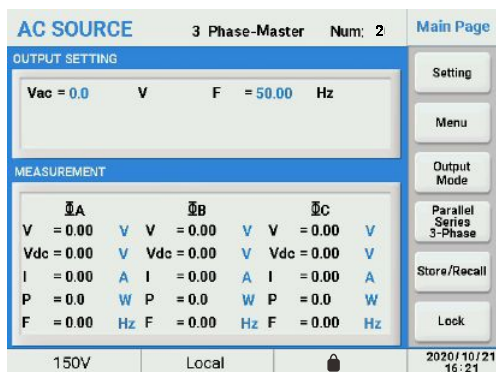 AC SOURCE 3 Phase-Master Num: 2 Main Page
OUTPUT SETTING
Vac = 0.0 V F = 50.00 Hz
Setting
Menu
Output
Mode
Parallel
Series
3-Phase
Store/Recall
Lock
MEASUREMENT
ΦA ΦB ΦC
V = 0.00 V V = 0.00 V V = 0.00 V
Vdc = 0.00 V Vdc = 0.00 V Vdc = 0.00 V
I = 0.00 A I = 0.00 A I = 0.00 A
P = 0.0 W P = 0.0 W P = 0.0 W
F = 0.00 Hz F = 0.00 Hz F = 0.00 Hz
150V Local 2020/10/21
16:21